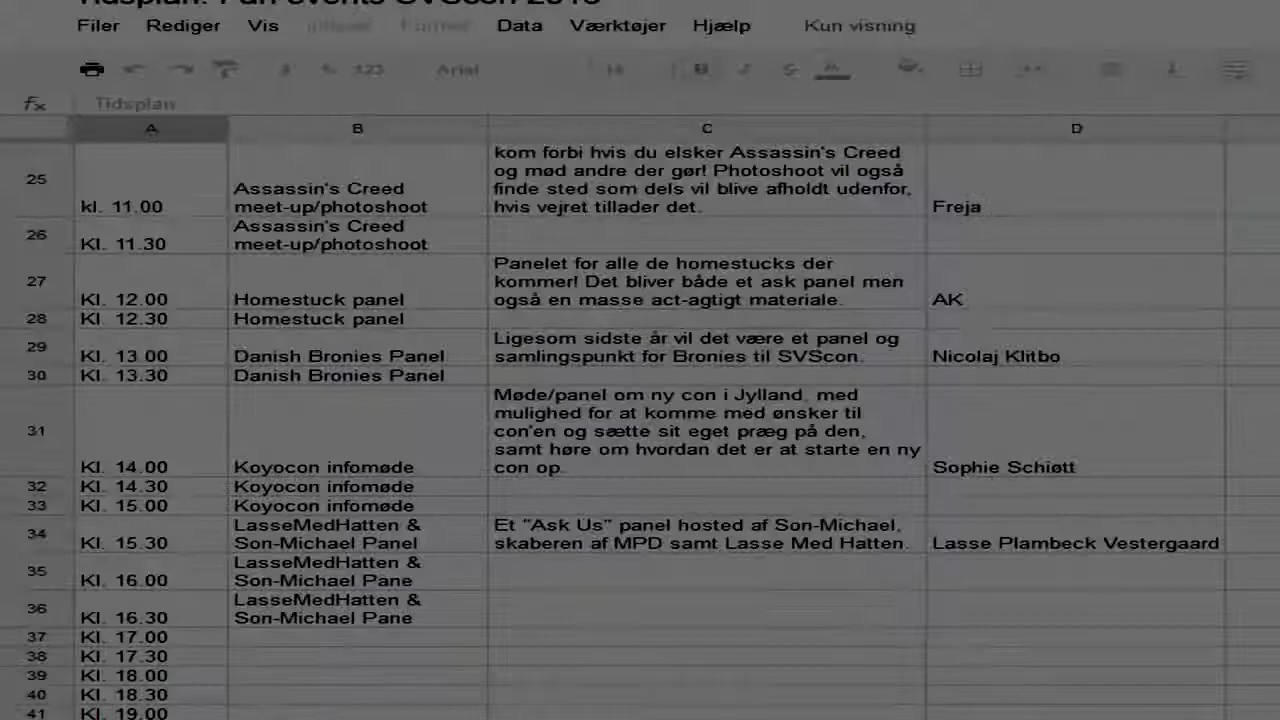 Filer Rediger Vis Data Værktøjer Hjælp Kun visning
123 Arial
fx Tidsplan
A B C D
kom forbi hvis du elsker Assassin's Creed
og mød andre der gør! Photoshoot vil også
finde sted som dels vil blive afholdt udenfor,
hvis vejret tillader det.
25 kl. 11.00 Assassin's Creed
meet-up/photoshoot Freja
26 Kl. 11.30 Assassin's Creed
meet-up/photoshoot
Panelet for alle de homestucks der
kommer! Det bliver både et ask panel men
også en masse act-agtigt materiale.
27 Kl. 12.00 Homestuck panel AK
28 Kl. 12.30 Homestuck panel
Ligesom sidste år vil det være et panel og
samlingspunkt for Bronies til SVScon.
29 Kl. 13.00 Danish Bronies Panel Nicolaj Klitbo
30 Kl. 13.30 Danish Bronies Panel
Møde/panel om ny con i Jylland, med
mulighed for at komme med ønsker til
con'en og sætte sit eget præg på den,
samt høre om hvordan det er at starte en ny
con op.
31 Kl. 14.00 Koyocon infomøde Sophie Schiøtt
32 Kl. 14.30 Koyocon infomøde
33 Kl. 15.00 Koyocon infomøde
34 Kl. 15.30 LasseMedHatten &
Son-Michael Panel
Et "Ask Us" panel hosted af Son-Michael,
skaberen af MPD samt Lasse Med Hatten.
Lasse Plambeck Vestergaard
35 Kl. 16.00 LasseMedHatten &
Son-Michael Pane
36 Kl. 16.30 LasseMedHatten &
Son-Michael Pane
37 Kl. 17.00
38 Kl. 17.30
39 Kl. 18.00
40 Kl. 18.30
41 Kl. 19.00